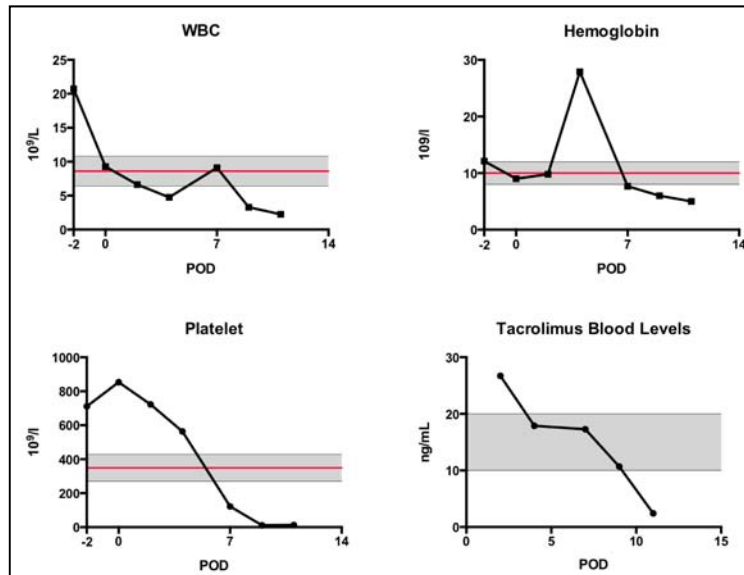 WBC
25
20
15
10
5
0
10⁹/L
-2 0 7 14
POD
Hemoglobin
30
20
10
0
109/l
-2 0 7 14
POD
Platelet
1000
800
600
400
200
0
10⁹/l
-2 0 7 14
POD
Tacrolimus Blood Levels
30
20
10
0
ng/mL
0 5 10 15
POD